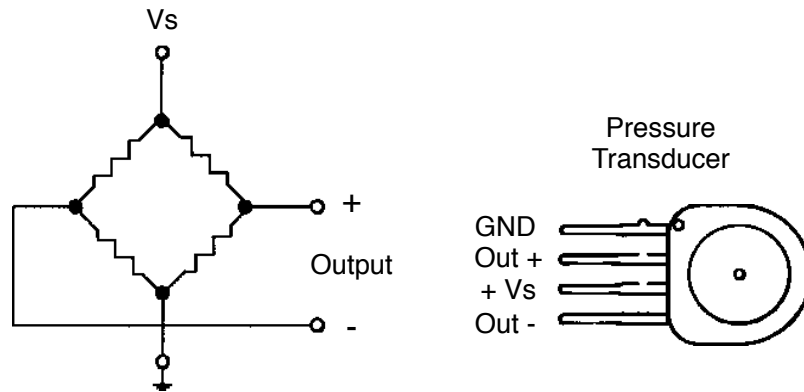 Vs
+
Output
-
Pressure
Transducer
GND
Out +
+ Vs
Out -